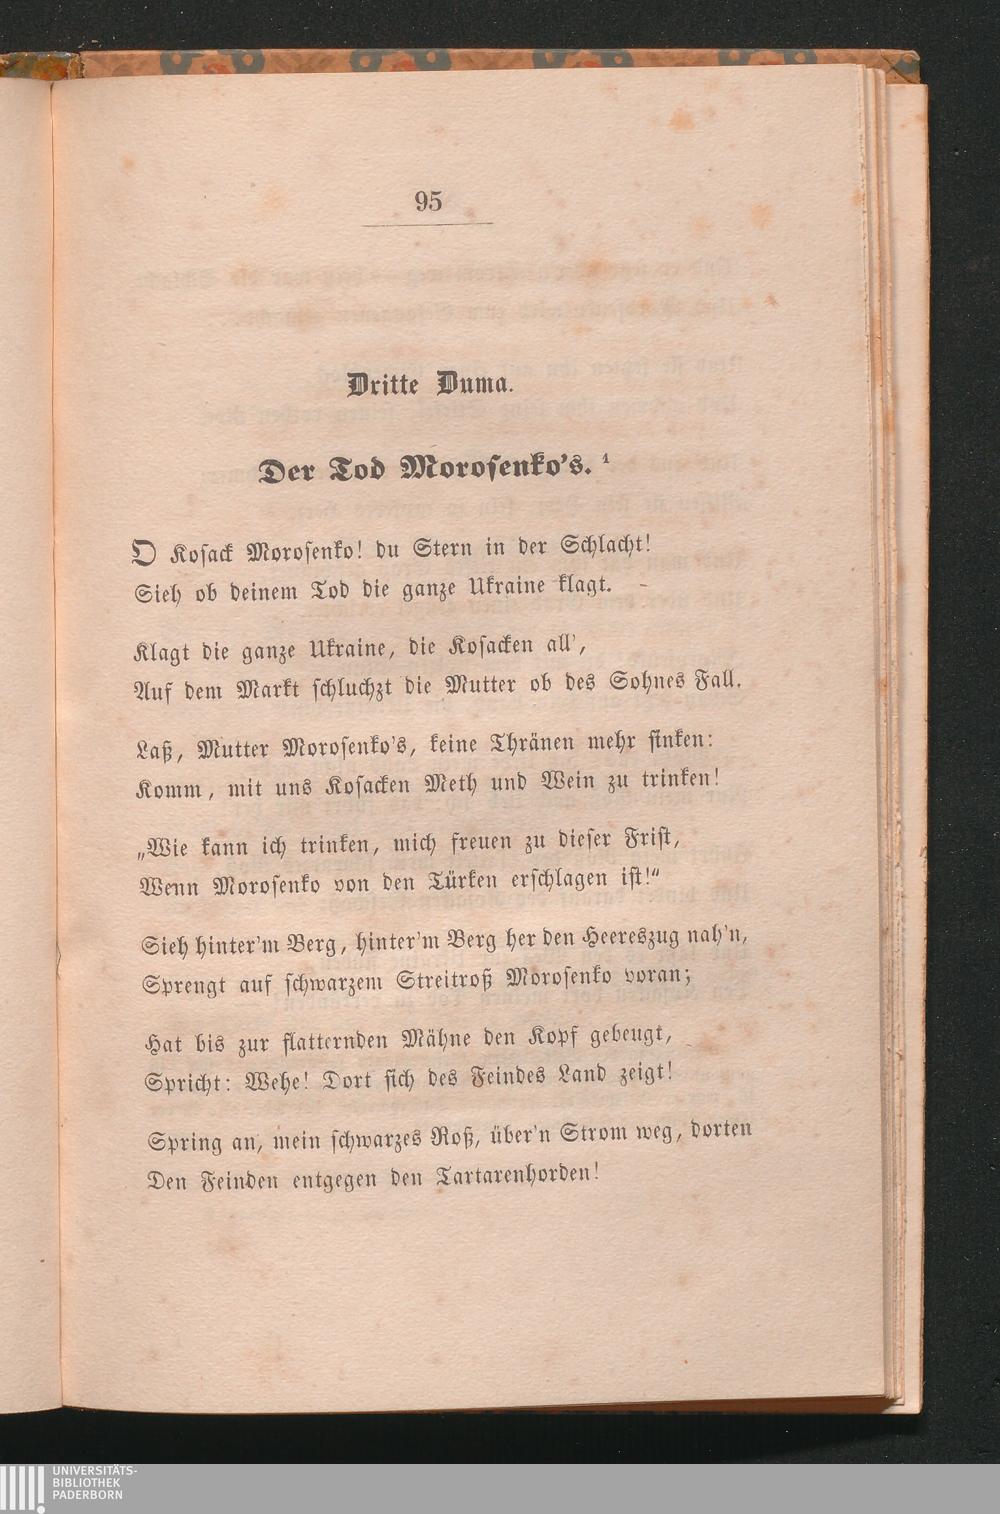 95
Dritte Duma.
Der Tod Morosenko's. ¹
O Kosack Morosenko! du Stern in der Schlacht!
Sieh ob deinem Tod die ganze Ukraine klagt.
Klagt die ganze Ukraine, die Kosacken all',
Auf dem Markt schluchzt die Mutter ob des Sohnes Fall.
Laß, Mutter Morosenko's, keine Thränen mehr sinken:
Komm, mit uns Kosacken Meth und Wein zu trinken!
„Wie kann ich trinken, mich freuen zu dieser Frist,
Wenn Morosenko von den Türken erschlagen ist!“
Sieh hinter'm Berg, hinter'm Berg her den Heereszug nah'n,
Sprengt auf schwarzem Streitroß Morosenko voran;
Hat bis zur flatternden Mähne den Kopf gebeugt,
Spricht: Wehe! Dort sich des Feindes Land zeigt!
Spring an, mein schwarzes Roß, über'n Strom weg, dorten
Den Feinden entgegen den Tartarenhorden!
UNIVERSITÄTS-
BIBLIOTHEK
PADERBORN